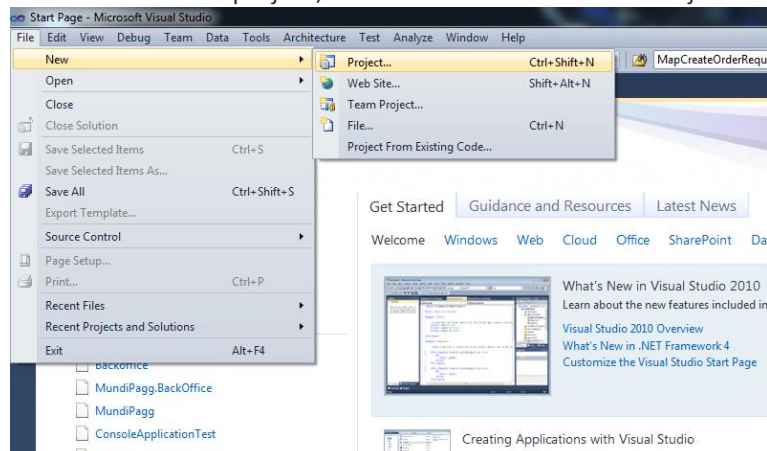 Start Page - Microsoft Visual Studio
File Edit View Debug Team Data Tools Architecture Test Analyze Window Help
New
Open
Close
Close Solution
Save Selected Items Ctrl+S
Save Selected Items As...
Save All Ctrl+Shift+S
Export Template...
Source Control
Page Setup...
Print... Ctrl+P
Recent Files
Recent Projects and Solutions
Exit Alt+F4
Project... Ctrl+Shift+N
Web Site... Shift+Alt+N
Team Project...
File... Ctrl+N
Project From Existing Code...
MapCreateOrderRequ
Get Started Guidance and Resources Latest News
Welcome Windows Web Cloud Office SharePoint Da
What's New in Visual Studio 2010
Learn about the new features included in
Visual Studio 2010 Overview
What's New in .NET Framework 4
Customize the Visual Studio Start Page
Backoffice
MundiPagg.BackOffice
MundiPagg
ConsoleApplicationTest
Creating Applications with Visual Studio